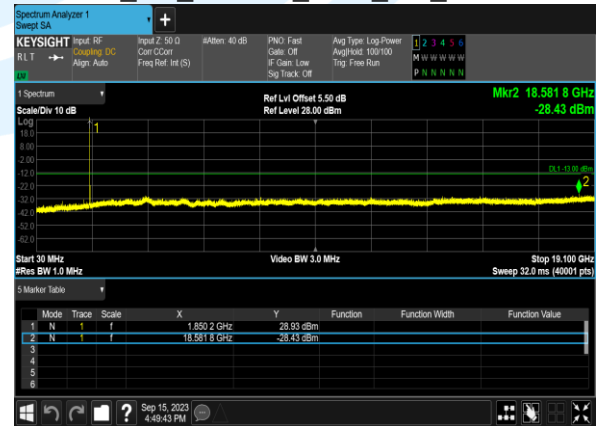 Spectrum Analyzer 1
Swept SA
+
KEYSIGHT Input: RF Input Z: 50 Ω #Atten: 40 dB PNO: Fast Avg Type: Log-Power 1 2 3 4 5 6
RLT Coupling: DC Corr CCorr Gate: Off Avg|Hold: 100/100 M W W W W W
Align: Auto Freq Ref: Int (S) IF Gain: Low Trig: Free Run P N N N N N
Sig Track: Off
LV
1 Spectrum Ref Lvl Offset 5.50 dB Mkr2 18.581 8 GHz
Scale/Div 10 dB Ref Level 28.00 dBm -28.43 dBm
Log
18.0
8.00
-2.00
-12.0
-22.0
-32.0
-42.0
-52.0
-62.0
1
DL1 -13.00 dBm
2
Start 30 MHz Video BW 3.0 MHz Stop 19.100 GHz
#Res BW 1.0 MHz Sweep 32.0 ms (40001 pts)
5 Marker Table
Mode Trace Scale X Y Function Function Width Function Value
1 N 1 f 1.850 2 GHz 28.93 dBm
2 N 1 f 18.581 8 GHz -28.43 dBm
3
4
5
6
? Sep 15, 2023
4:49:43 PM